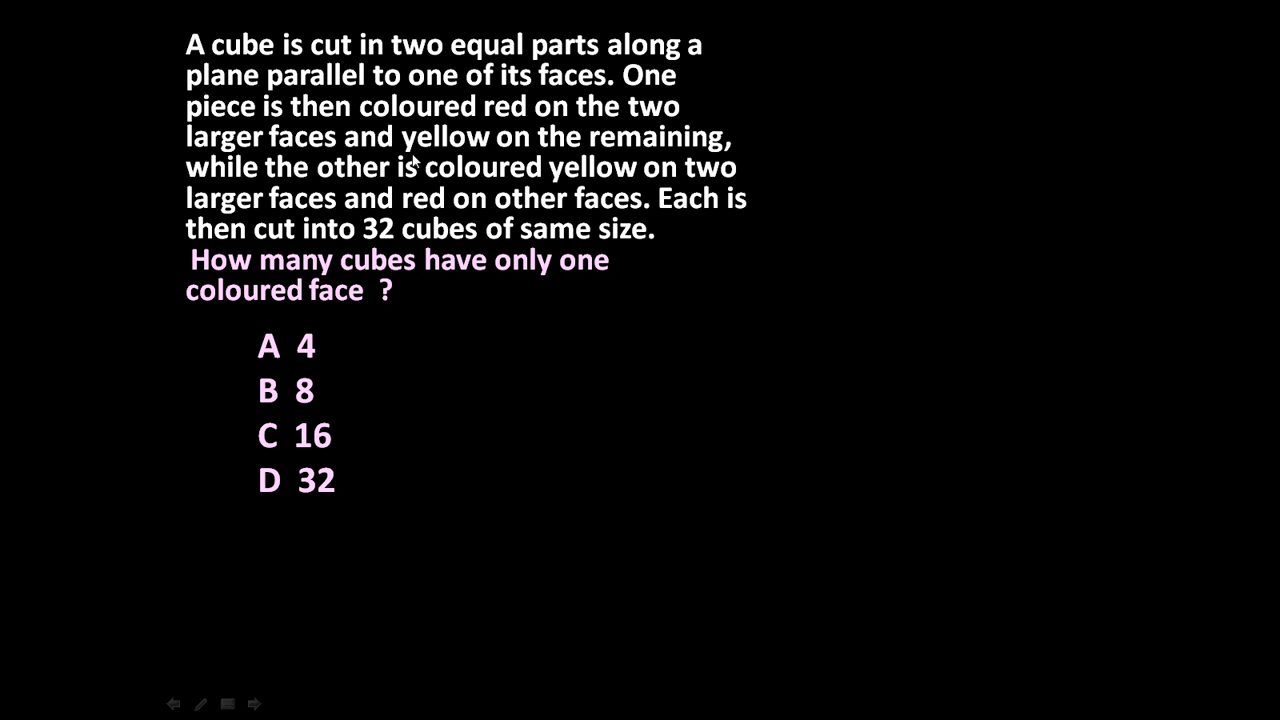 A cube is cut in two equal parts along a
plane parallel to one of its faces. One
piece is then coloured red on the two
larger faces and yellow on the remaining,
while the other is coloured yellow on two
larger faces and red on other faces. Each is
then cut into 32 cubes of same size.
How many cubes have only one
coloured face ?
A 4
B 8
C 16
D 32